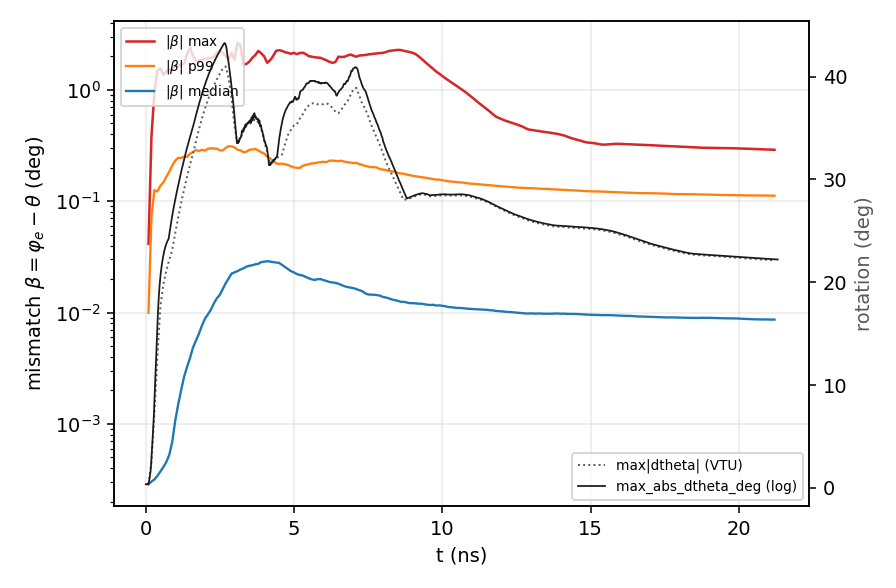 |β| max
|β| p99
|β| median
10⁰
10⁻¹
10⁻²
10⁻³
mismatch β = φₑ − θ (deg)
40
30
20
10
0
rotation (deg)
max|dtheta| (VTU)
max_abs_dtheta_deg (log)
0
5
10
15
20
t (ns)